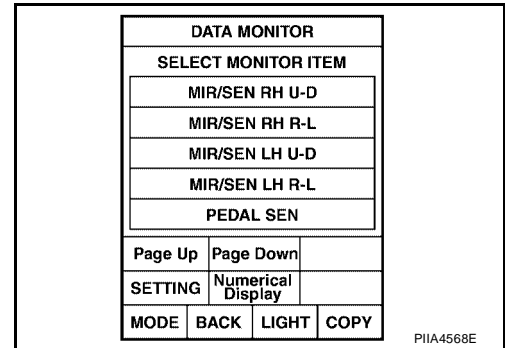 DATA MONITOR
SELECT MONITOR ITEM
MIR/SEN RH U-D
MIR/SEN RH R-L
MIR/SEN LH U-D
MIR/SEN LH R-L
PEDAL SEN
Page Up Page Down
SETTING Numerical Display
MODE BACK LIGHT COPY
PIIA4568E